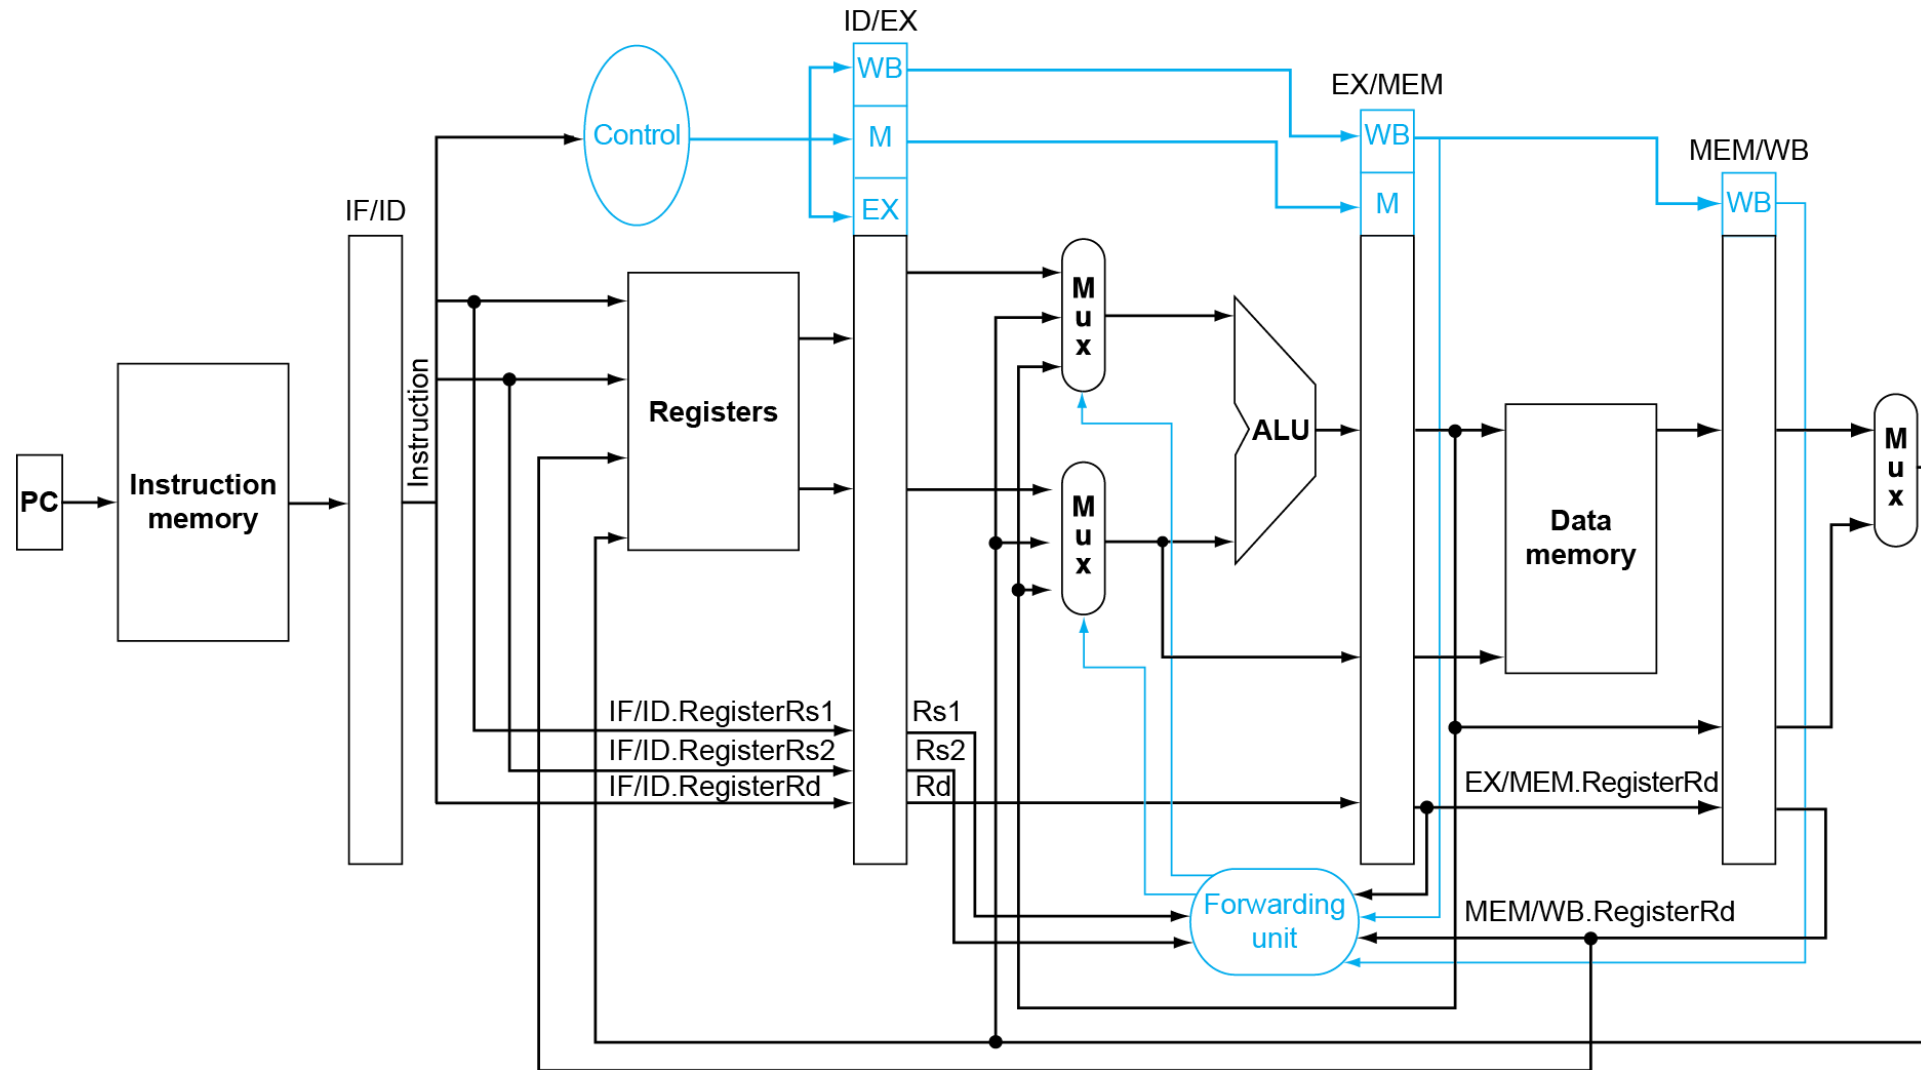 ID/EX
WB
Control
M
EX
EX/MEM
WB
M
MEM/WB
WB
IF/ID
PC
Instruction
memory
Instruction
Registers
M
u
x
M
u
x
ALU
Data
memory
M
u
x
IF/ID.RegisterRs1
Rs1
IF/ID.RegisterRs2
Rs2
IF/ID.RegisterRd
Rd
EX/MEM.RegisterRd
Forwarding
unit
MEM/WB.RegisterRd